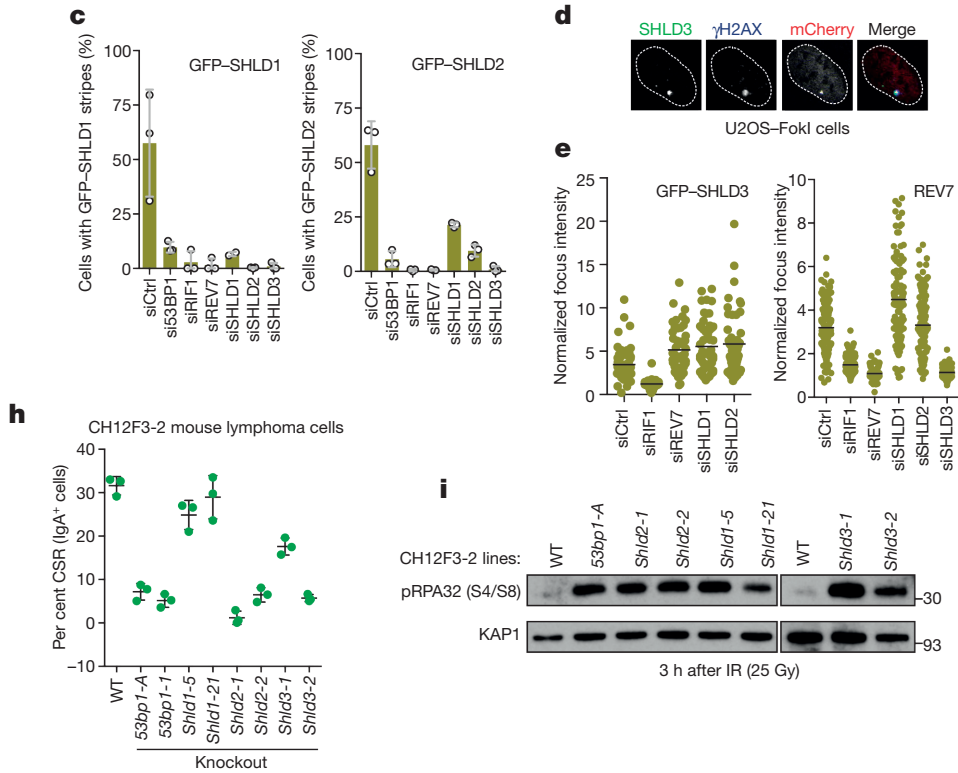 c
Cells with GFP–SHLD1 stripes (%)
100
75
50
25
0
GFP–SHLD1
siCtrl
si53BP1
siRIF1
siREV7
siSHLD1
siSHLD2
siSHLD3
Cells with GFP–SHLD2 stripes (%)
100
75
50
25
0
GFP–SHLD2
siCtrl
si53BP1
siRIF1
siREV7
siSHLD1
siSHLD2
siSHLD3
d
SHLD3 γH2AX mCherry Merge
U2OS–FokI cells
e
Normalized focus intensity
25
20
15
10
5
0
GFP–SHLD3
siCtrl
siRIF1
siREV7
siSHLD1
siSHLD2
Normalized focus intensity
10
8
6
4
2
0
REV7
siCtrl
siRIF1
siREV7
siSHLD1
siSHLD2
siSHLD3
h
CH12F3-2 mouse lymphoma cells
Per cent CSR (IgA⁺ cells)
40
30
20
10
0
–10
WT
53bp1-A
53bp1-1
Shld1-5
Shld1-21
Shld2-1
Shld2-2
Shld3-1
Shld3-2
Knockout
i
CH12F3-2 lines:
WT
53bp1-A
Shld2-1
Shld2-2
Shld1-5
Shld1-21
WT
Shld3-1
Shld3-2
pRPA32 (S4/S8)
30
KAP1
93
3 h after IR (25 Gy)